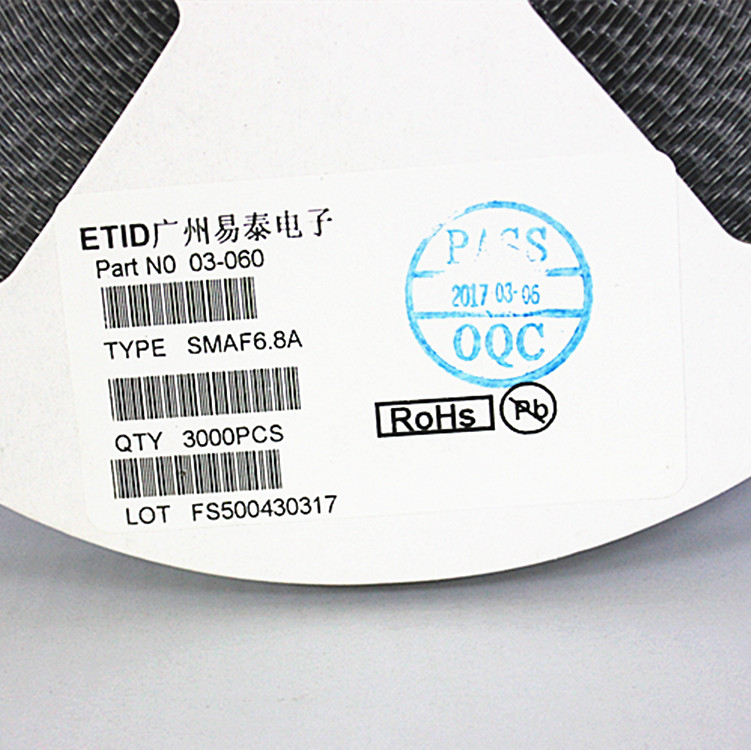 ETID广州易泰电子
Part N0 03-060
TYPE SMAF6.8A
QTY 3000PCS
LOT FS500430317
PASS
2017 03-06
OQC
RoHs
Pb